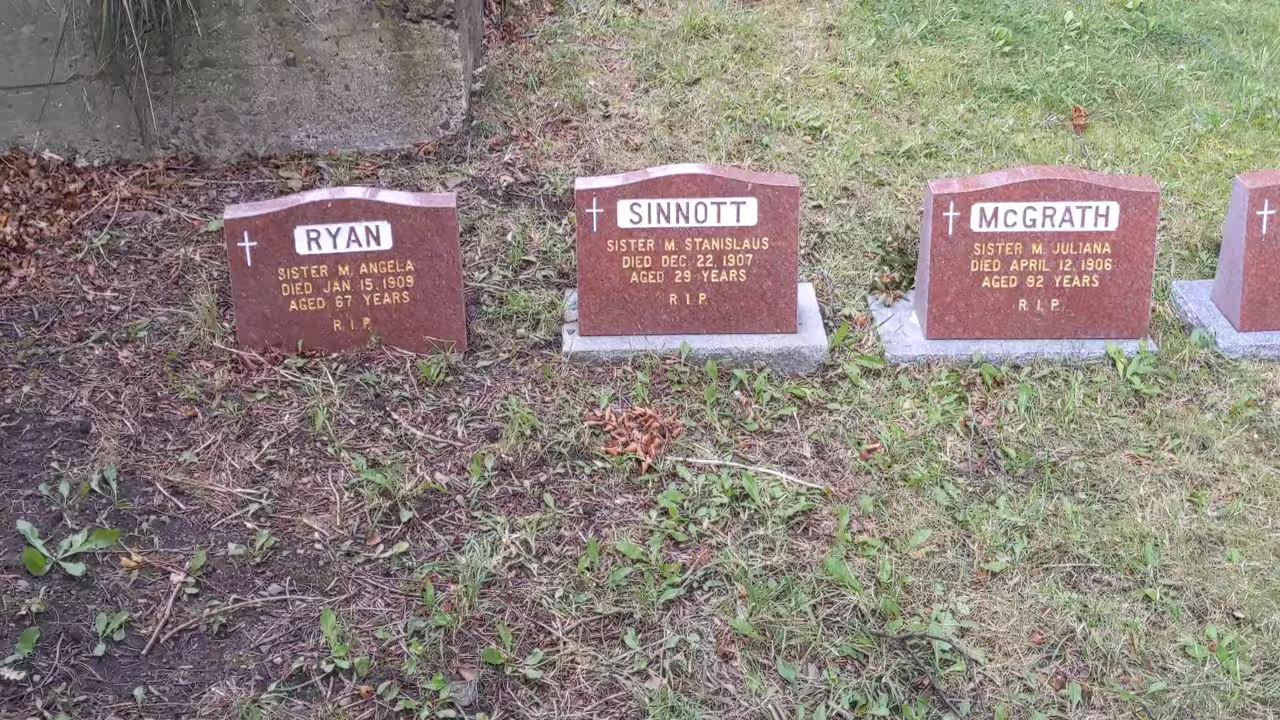 RYAN
SISTER M. ANGELA
DIED JAN. 15, 1909
AGED 67 YEARS
R.I.P.
SINNOTT
SISTER M. STANISLAUS
DIED DEC. 22, 1907
AGED 29 YEARS
R.I.P.
McGRATH
SISTER M. JULIANA
DIED APRIL 12, 1906
AGED 92 YEARS
R.I.P.